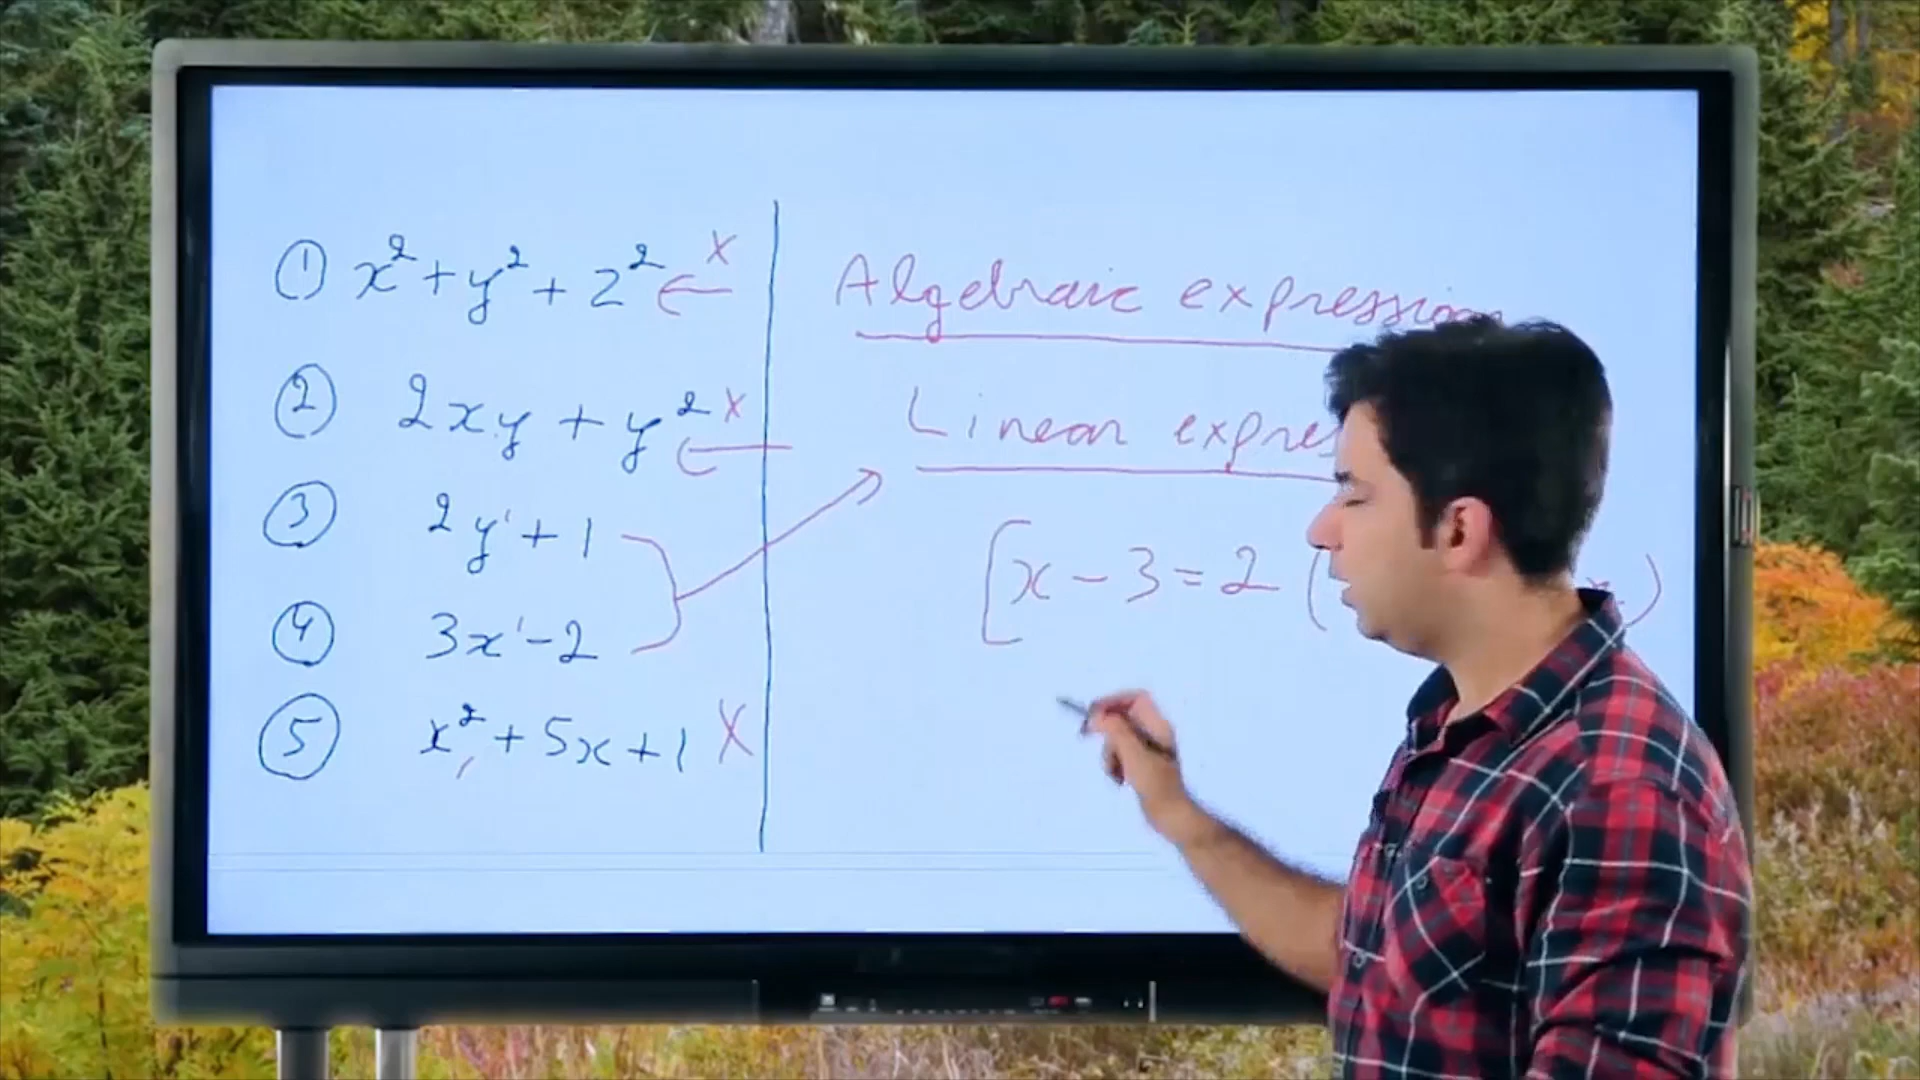 ① x² + y² + z² x
② 2xy + y² x
③ 2y' + 1
④ 3x' - 2
⑤ x² + 5x + 1 X
Algebraic expression
Linear
[x - 3 = 2 (